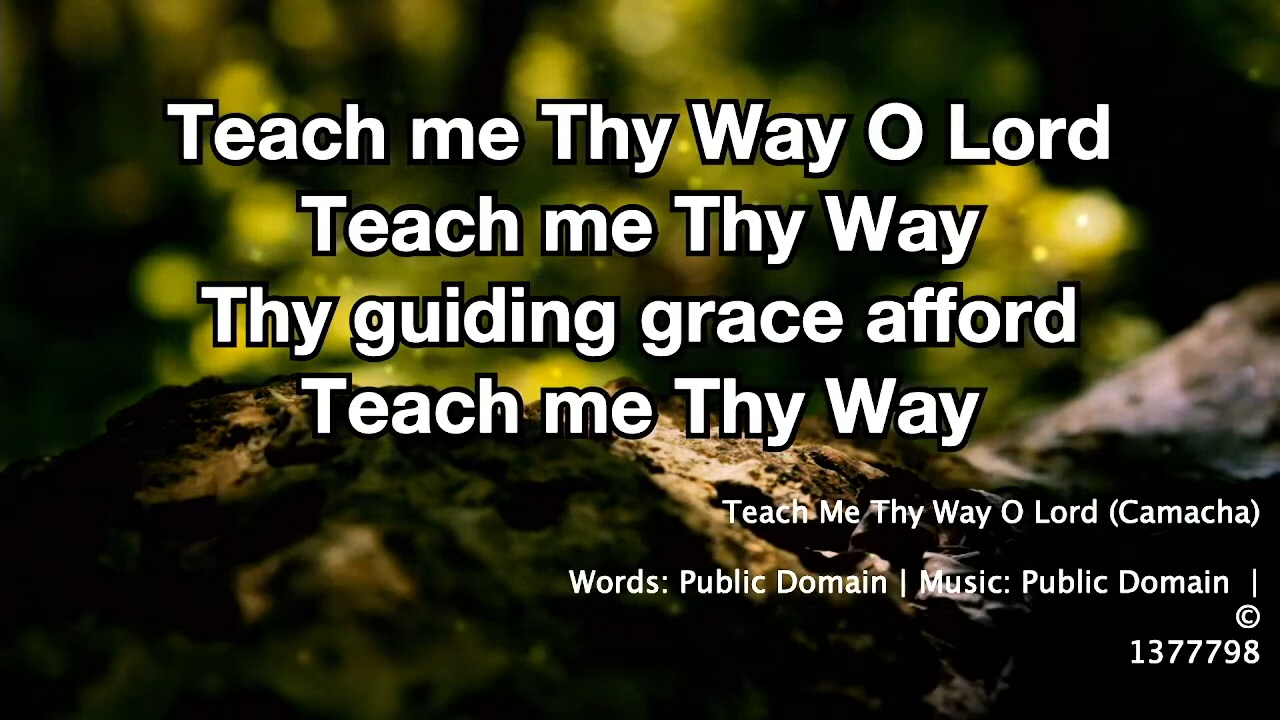 Teach me Thy Way O Lord
Teach me Thy Way
Thy guiding grace afford
Teach me Thy Way
Teach Me Thy Way O Lord (Camacha)
Words: Public Domain | Music: Public Domain |
©
1377798